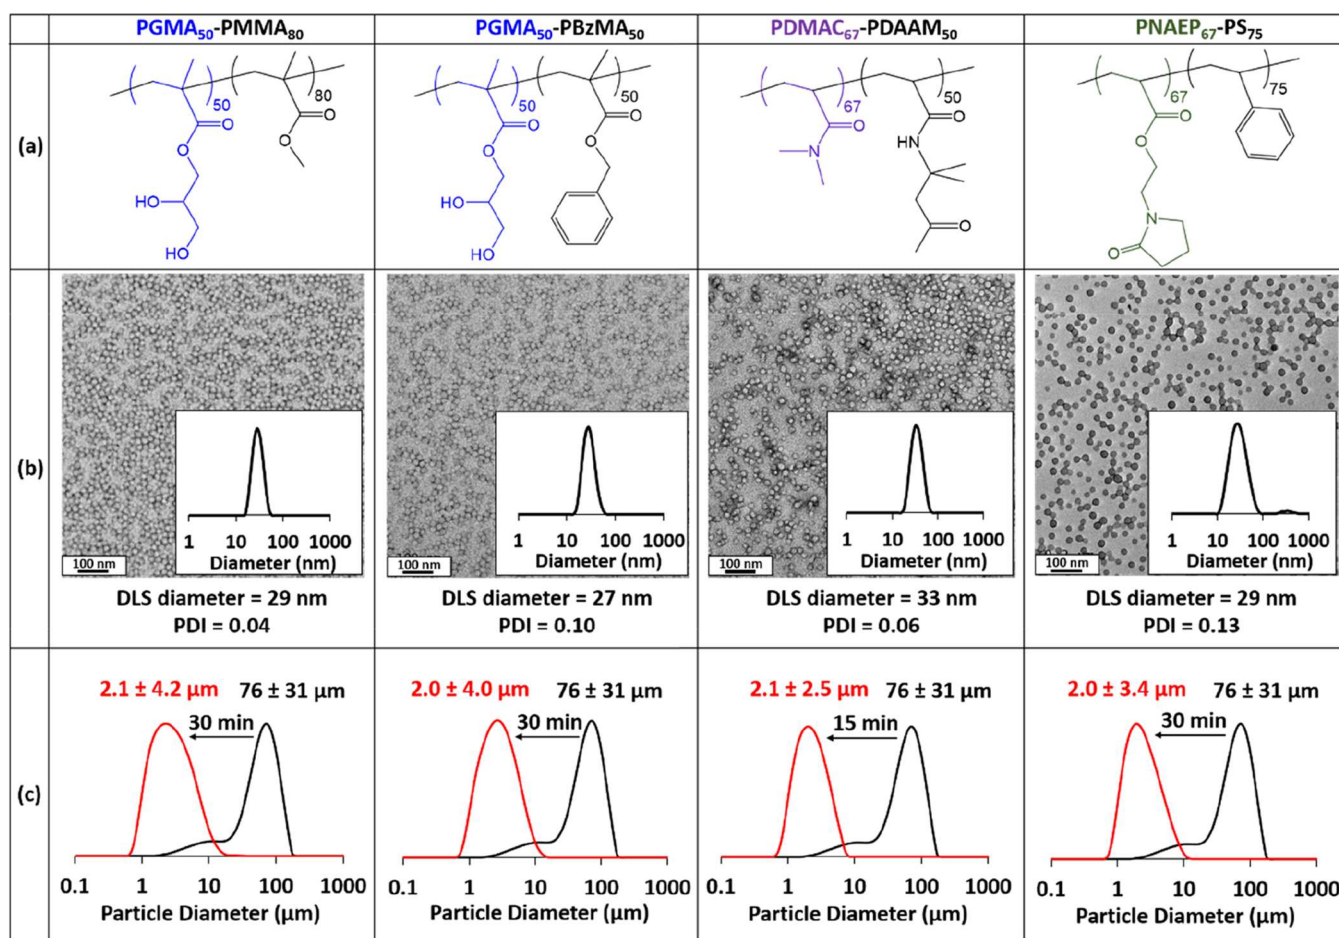 PGMA50-PMMA80 PGMA50-PBzMA50 PDMAC67-PDAAM50 PNAEP67-PS75
(a)
50 80 O O O O HO HO
50 50 O O O O HO HO
67 50 O N O HN O
67 75 O O N O
(b)
1 10 100 1000
Diameter (nm)
100 nm
DLS diameter = 29 nm
PDI = 0.04
1 10 100 1000
Diameter (nm)
100 nm
DLS diameter = 27 nm
PDI = 0.10
1 10 100 1000
Diameter (nm)
100 nm
DLS diameter = 33 nm
PDI = 0.06
1 10 100 1000
Diameter (nm)
100 nm
DLS diameter = 29 nm
PDI = 0.13
(c)
2.1 ± 4.2 µm 76 ± 31 µm
30 min
0.1 1 10 100 1000
Particle Diameter (µm)
2.0 ± 4.0 µm 76 ± 31 µm
30 min
0.1 1 10 100 1000
Particle Diameter (µm)
2.1 ± 2.5 µm 76 ± 31 µm
15 min
0.1 1 10 100 1000
Particle Diameter (µm)
2.0 ± 3.4 µm 76 ± 31 µm
30 min
0.1 1 10 100 1000
Particle Diameter (µm)